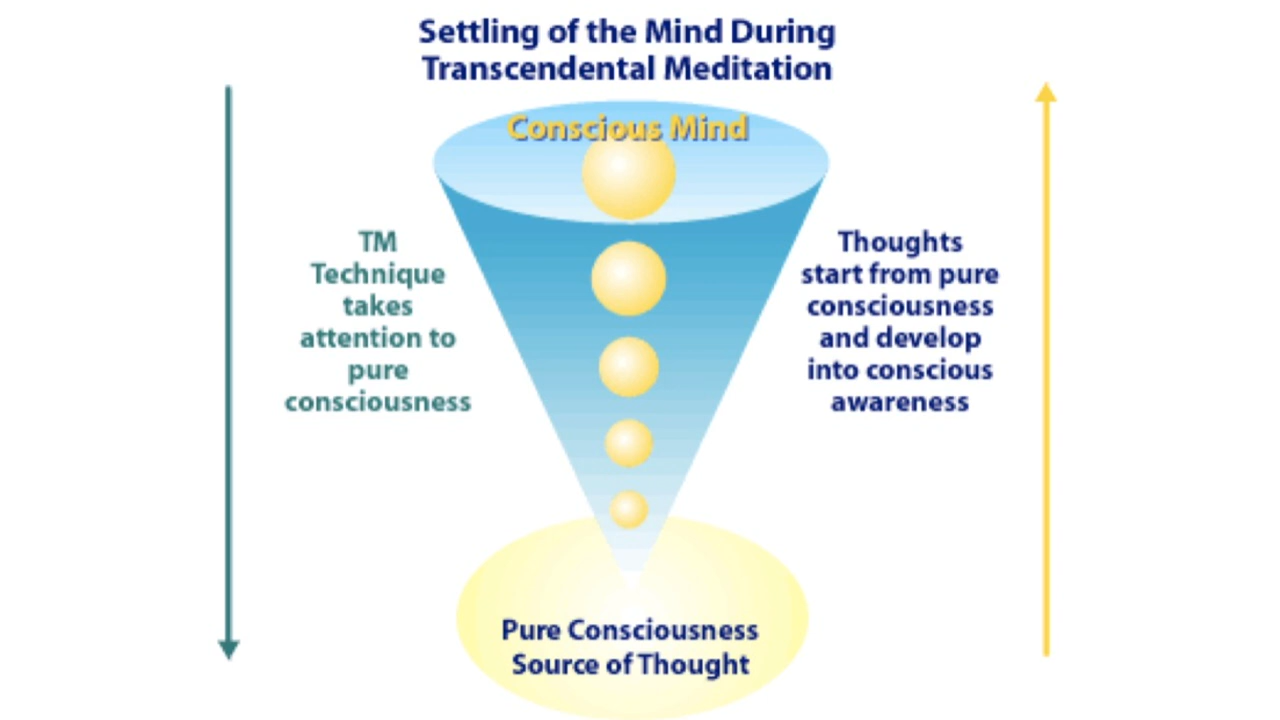 Settling of the Mind During
Transcendental Meditation
Conscious Mind
TM
Technique
takes
attention to
pure
consciousness
Thoughts
start from pure
consciousness
and develop
into conscious
awareness
Pure Consciousness
Source of Thought